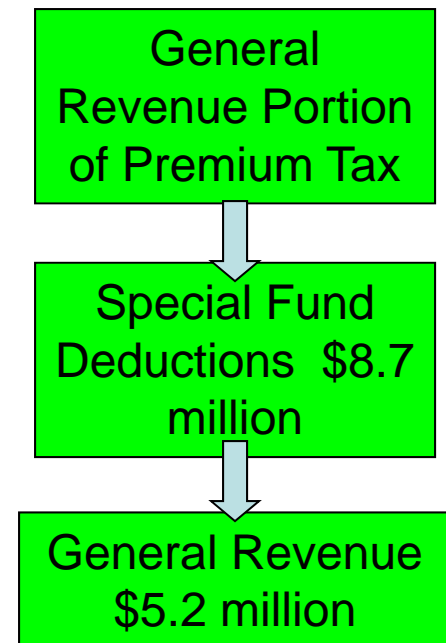 General
Revenue Portion
of Premium Tax
Special Fund
Deductions  $8.7
million
General Revenue
$5.2 million